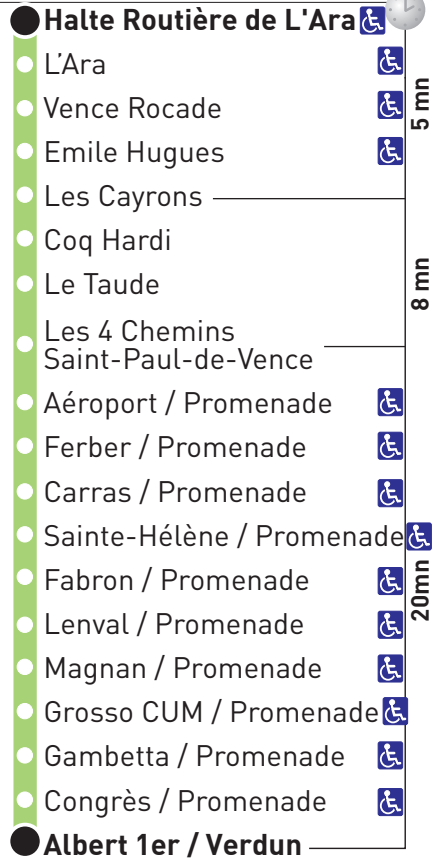 Halte Routière de L'Ara
L'Ara
Vence Rocade
5 mn
Emile Hugues
Les Cayrons
Coq Hardi
Le Taude
8 mn
Les 4 Chemins
Saint-Paul-de-Vence
Aéroport / Promenade
Ferber / Promenade
Carras / Promenade
Sainte-Hélène / Promenade
Fabron / Promenade
20mn
Lenval / Promenade
Magnan / Promenade
Grosso CUM / Promenade
Gambetta / Promenade
Congrès / Promenade
Albert 1er / Verdun